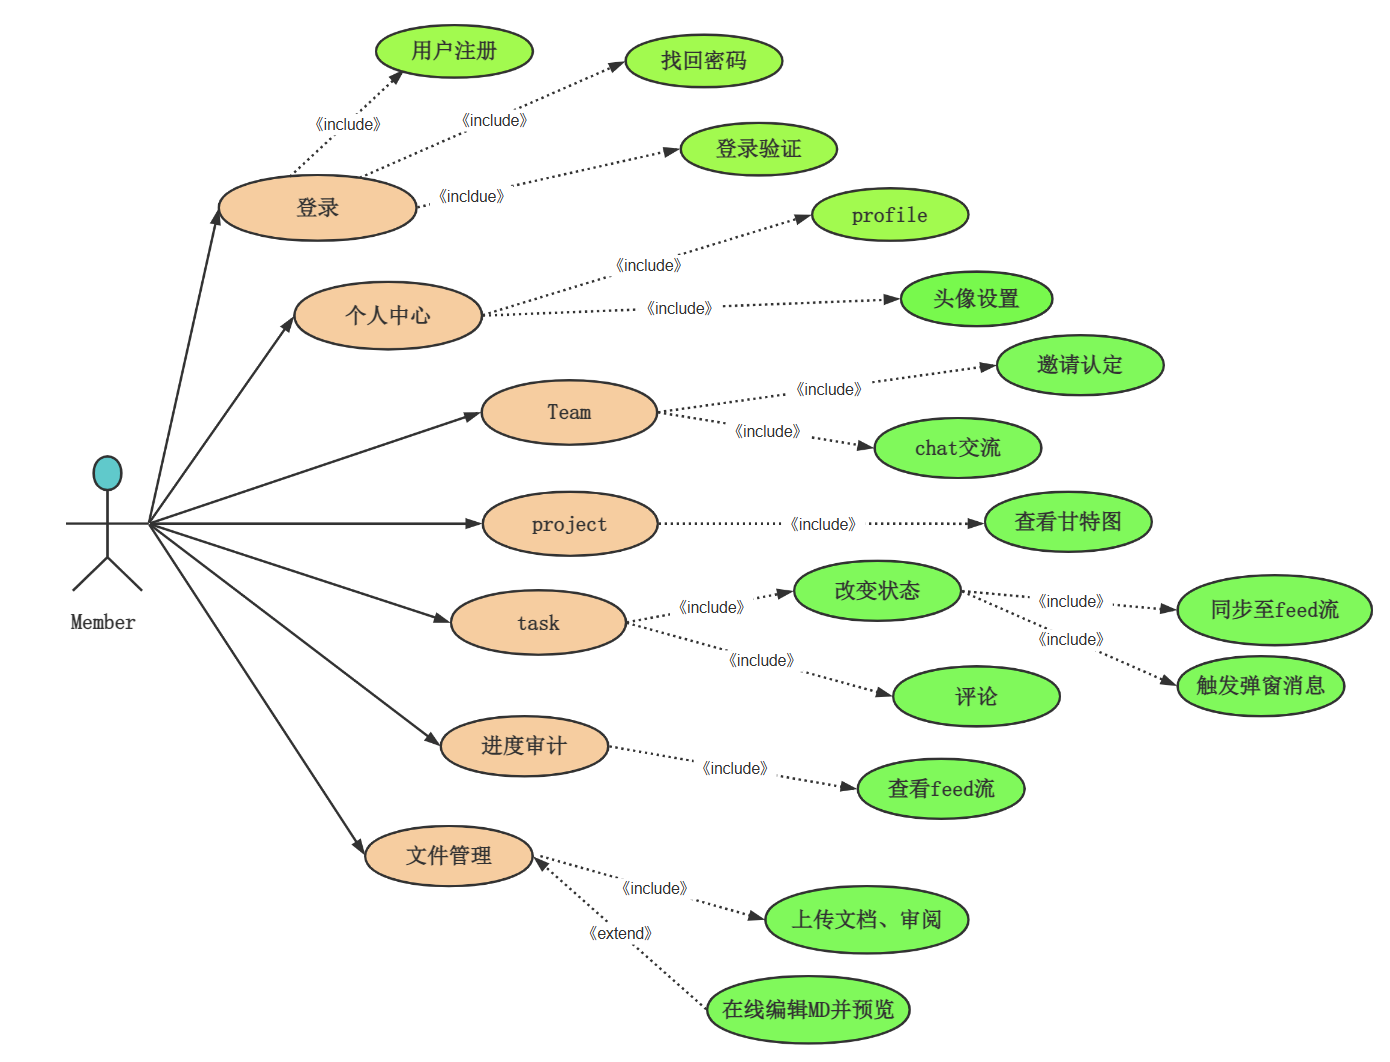 用户注册
找回密码
《include》
《include》
登录验证
《incldue》
登录
profile
《include》
头像设置
《include》
个人中心
邀请认定
《include》
Team
《include》
chat交流
project
《include》
查看甘特图
改变状态
《include》
《include》
同步至feed流
task
Member
《include》
《include》
触发弹窗消息
评论
进度审计
《include》
查看feed流
文件管理
《include》
上传文档、审阅
《extend》
在线编辑MD并预览